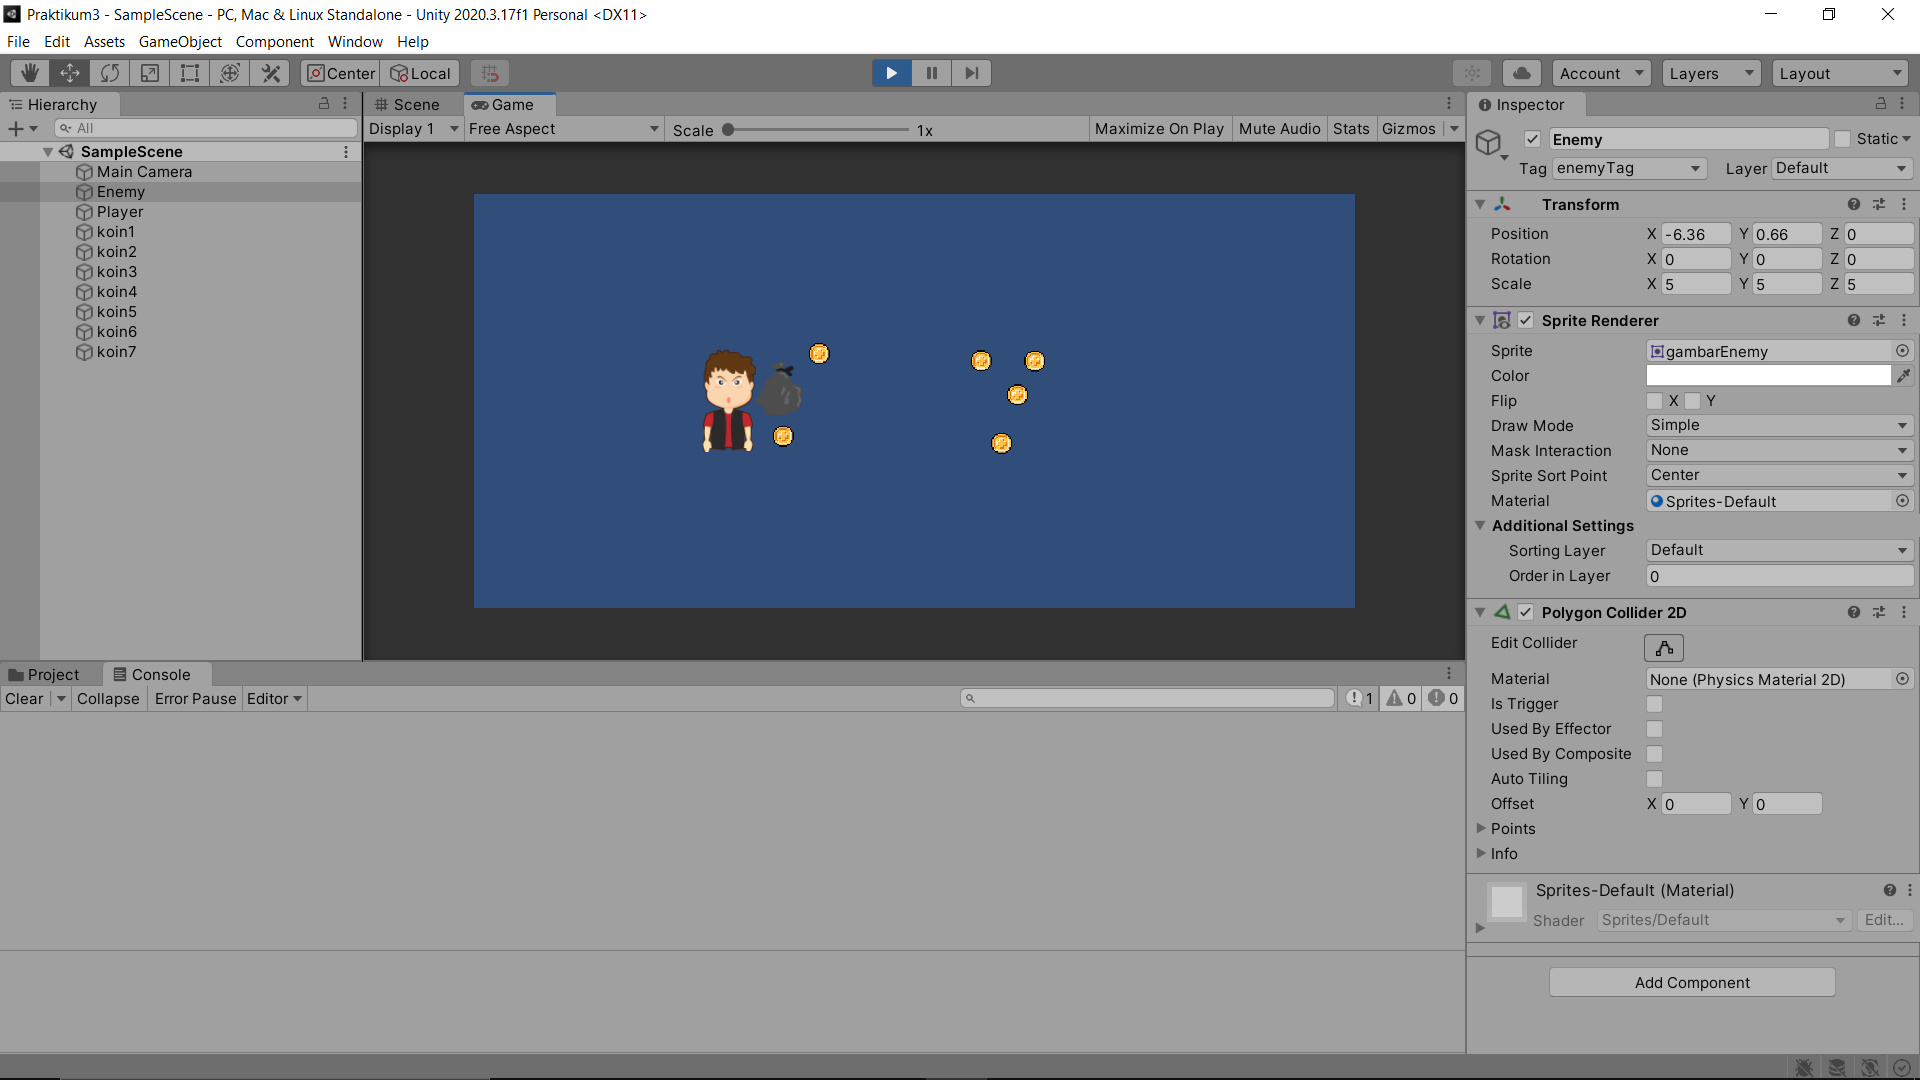 Praktikum3 - SampleScene - PC, Mac & Linux Standalone - Unity 2020.3.17f1 Personal <DX11>
File Edit Assets GameObject Component Window Help
Center Local Account Layers Layout
Hierarchy
All
SampleScene
Main Camera
Enemy
Player
koin1
koin2
koin3
koin4
koin5
koin6
koin7
Scene Game
Display 1 Free Aspect Scale 1x Maximize On Play Mute Audio Stats Gizmos
Project Console
Clear Collapse Error Pause Editor 1 0 0
Inspector
Enemy Static
Tag enemyTag Layer Default
Transform
Position X -6.36 Y 0.66 Z 0
Rotation X 0 Y 0 Z 0
Scale X 5 Y 5 Z 5
Sprite Renderer
Sprite gambarEnemy
Color
Flip X Y
Draw Mode Simple
Mask Interaction None
Sprite Sort Point Center
Material Sprites-Default
Additional Settings
Sorting Layer Default
Order in Layer 0
Polygon Collider 2D
Edit Collider
Material None (Physics Material 2D)
Is Trigger
Used By Effector
Used By Composite
Auto Tiling
Offset X 0 Y 0
Points
Info
Sprites-Default (Material)
Shader Sprites/Default Edit...
Add Component